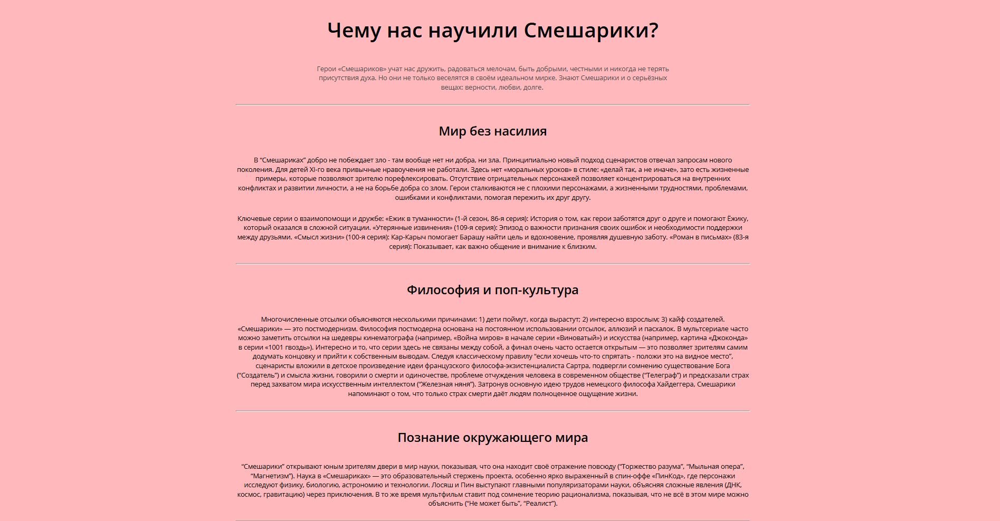 Чему нас научили Смешарики?
Герои «Смешариков» учат нас дружить, радоваться мелочам, быть добрыми, честными и никогда не терять
присутствия духа. Но они не только веселятся в своём идеальном мирке. Знают Смешарики и о серьёзных
вещах: верности, любви, долге.
Мир без насилия
В “Смешариках” добро не побеждает зло - там вообще нет ни добра, ни зла. Принципиально новый подход сценаристов отвечал запросам нового
поколения. Для детей XI-го века привычные нравоучения не работали. Здесь нет «моральных уроков» в стиле: «делай так, а не иначе», зато есть жизненные
примеры, которые позволяют зрителю порефлексировать. Отсутствие отрицательных персонажей позволяет концентрироваться на внутренних
конфликтах и развитии личности, а не на борьбе добра со злом. Герои сталкиваются не с плохими персонажами, а жизненными трудностями, проблемами,
ошибками и конфликтами, помогая пережить их друг другу.
Ключевые серии о взаимопомощи и дружбе: «Ежик в туманности» (1-й сезон, 86-я серия): История о том, как герои заботятся друг о друге и помогают Ёжику,
который оказался в сложной ситуации. «Утерянные извинения» (109-я серия): Эпизод о важности признания своих ошибок и необходимости поддержки
между друзьями. «Смысл жизни» (100-я серия): Кар-Карыч помогает Барашу найти цель и вдохновение, проявляя душевную заботу. «Роман в письмах» (83-я
серия): Показывает, как важно общение и внимание к близким.
Философия и поп-культура
Многочисленные отсылки объясняются несколькими причинами: 1) дети поймут, когда вырастут; 2) интересно взрослым; 3) кайф создателей.
«Смешарики» — это постмодернизм. Философия постмодерна основана на постоянном использовании отсылок, аллюзий и пасхалок. В мультсериале часто
можно заметить отсылки на шедевры кинематографа (например, «Война миров» в начале серии «Виноватый») и искусства (например, картина «Джоконда»
в серии «1001 гвоздь»). Интересно и то, что серии здесь не связаны между собой, а финал очень часто остается открытым — это позволяет зрителям самим
додумать концовку и прийти к собственным выводам. Следуя классическому правилу “если хочешь что-то спрятать - положи это на видное место”,
сценаристы вложили в детское произведение идеи французского философа-экзистенциалиста Сартра, подвергли сомнению существование Бога
(“Создатель”) и смысла жизни, говорили о смерти и одиночестве, проблеме отчуждения человека в современном обществе (“Телеграф”) и предсказали страх
перед захватом мира искусственным интеллектом (“Железная няня”). Затронув основную идею трудов немецкого философа Хайдеггера, Смешарики
напоминают о том, что только страх смерти даёт людям полноценное ощущение жизни.
Познание окружающего мира
“Смешарики” открывают юным зрителям двери в мир науки, показывая, что она находит своё отражение повсюду (“Торжество разума”, “Мыльная опера”,
“Магнетизм”). Наука в «Смешариках» — это образовательный стержень проекта, особенно ярко выраженный в спин-оффе «ПинКод», где персонажи
исследуют физику, биологию, астрономию и технологии. Лосяш и Пин выступают главными популяризаторами науки, объясняя сложные явления (ДНК,
космос, гравитацию) через приключения. В то же время мультфильм ставит под сомнение теорию рационализма, показывая, что не всё в этом мире можно
объяснить (“Не может быть”, “Реалист”).